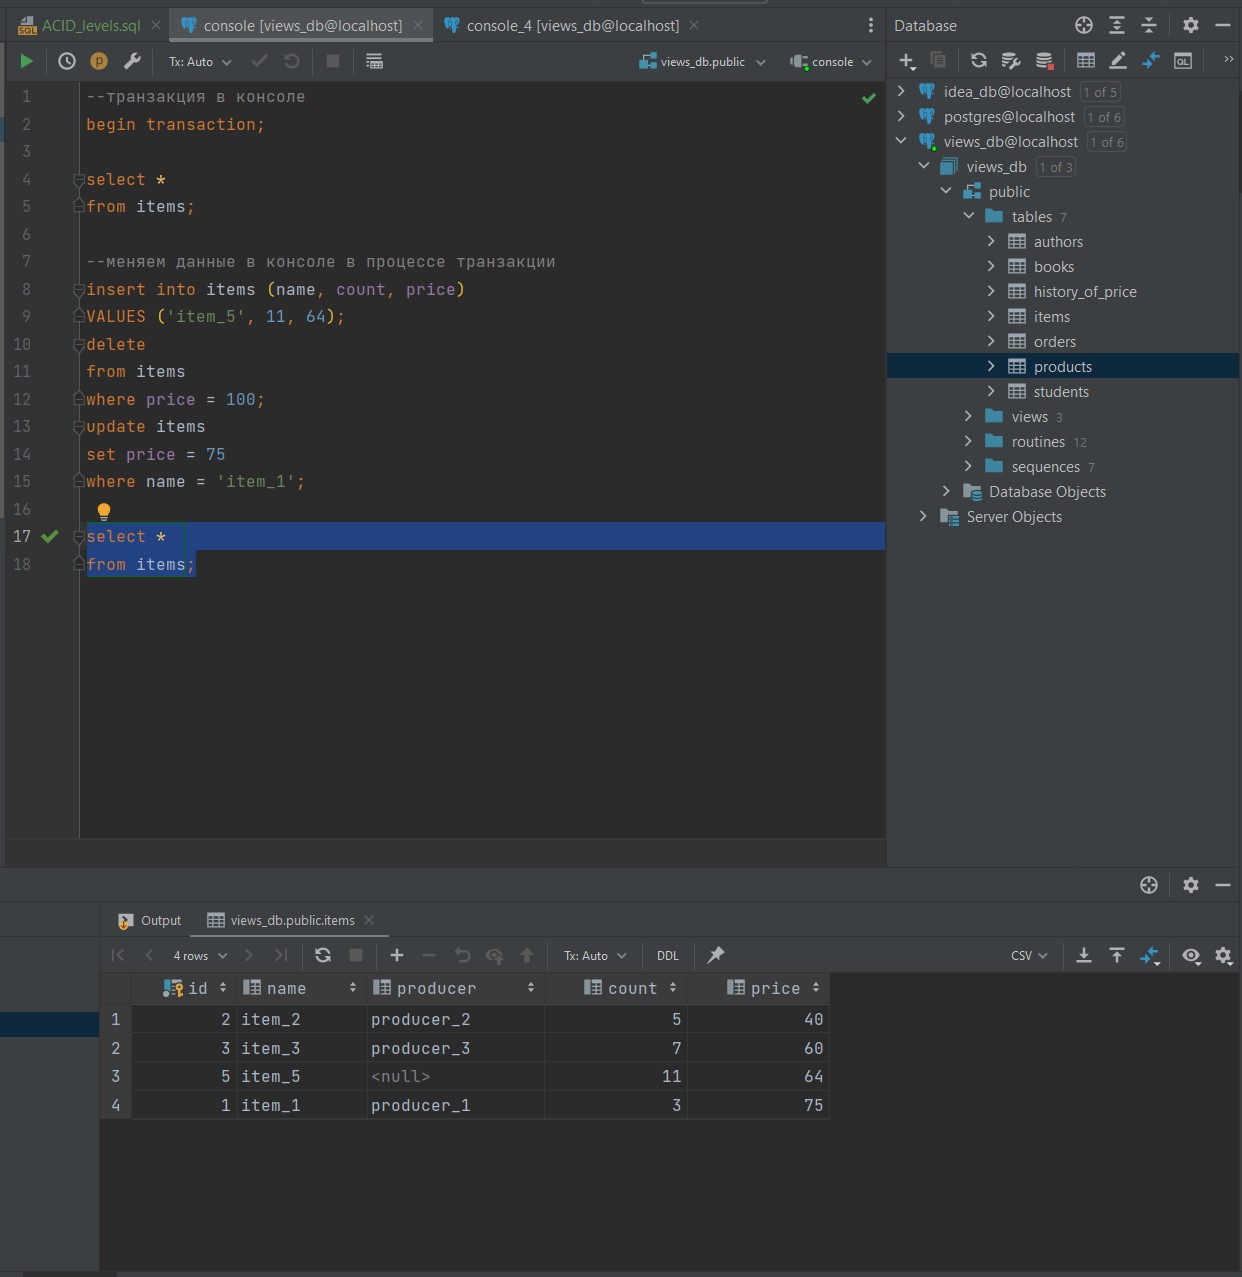 ACID_levels.sql
console [views_db@localhost]
console_4 [views_db@localhost]
Database
Tx: Auto
views_db.public
console
1 --транзакция в консоле
2 begin transaction;
3
4 select *
5 from items;
6
7 --меняем данные в консоле в процессе транзакции
8 insert into items (name, count, price)
9 VALUES ('item_5', 11, 64);
10 delete
11 from items
12 where price = 100;
13 update items
14 set price = 75
15 where name = 'item_1';
16
17 select *
18 from items;
idea_db@localhost 1 of 5
postgres@localhost 1 of 6
views_db@localhost 1 of 6
views_db 1 of 3
public
tables 7
authors
books
history_of_price
items
orders
products
students
views 3
routines 12
sequences 7
Database Objects
Server Objects
Output
views_db.public.items
4 rows
Tx: Auto
DDL
CSV
id name producer count price
1 2 item_2 producer_2 5 40
2 3 item_3 producer_3 7 60
3 5 item_5 <null> 11 64
4 1 item_1 producer_1 3 75